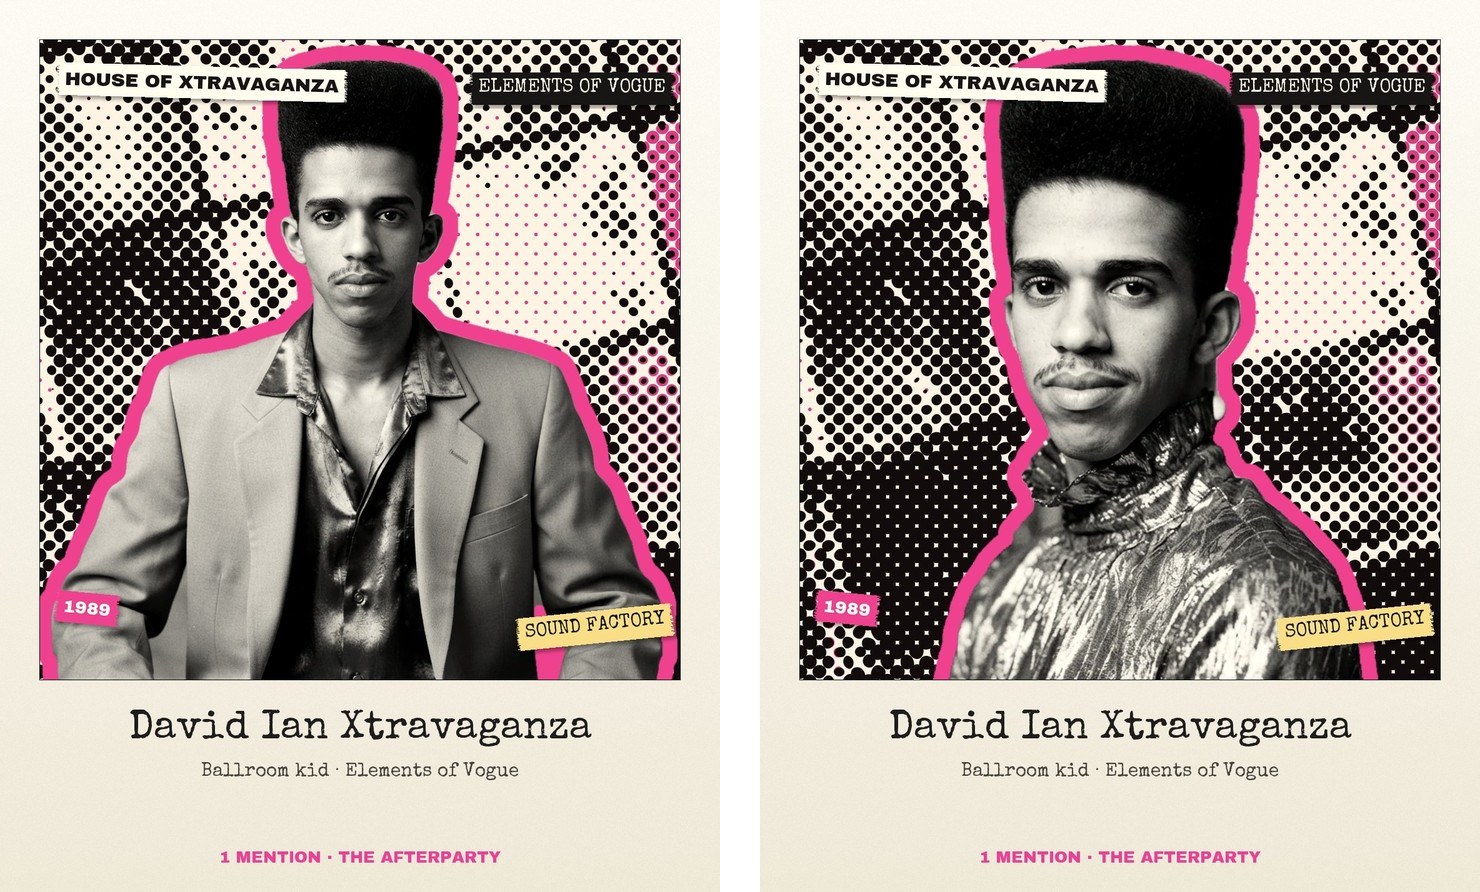 HOUSE OF XTRAVAGANZA
ELEMENTS OF VOGUE
1989
SOUND FACTORY
David Ian Xtravaganza
Ballroom kid · Elements of Vogue
1 MENTION · THE AFTERPARTY
HOUSE OF XTRAVAGANZA
ELEMENTS OF VOGUE
1989
SOUND FACTORY
David Ian Xtravaganza
Ballroom kid · Elements of Vogue
1 MENTION · THE AFTERPARTY